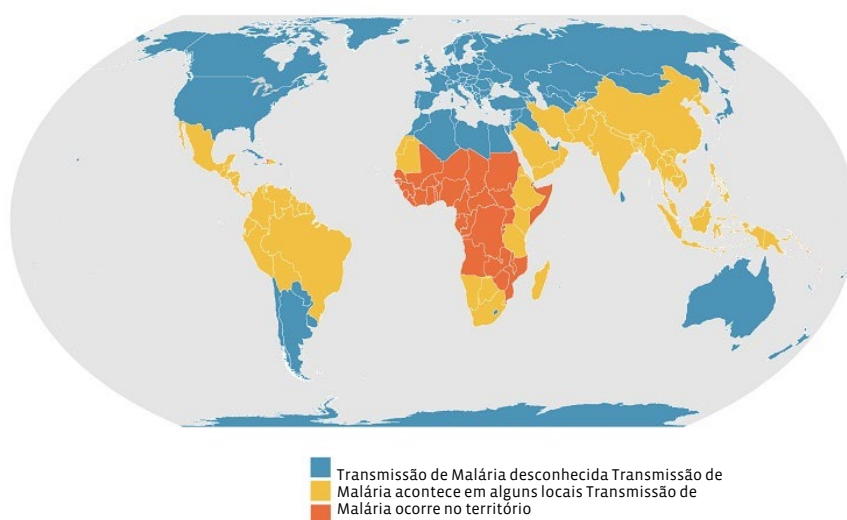 Transmissão de Malária desconhecida Transmissão de
Malária acontece em alguns locais Transmissão de
Malária ocorre no território